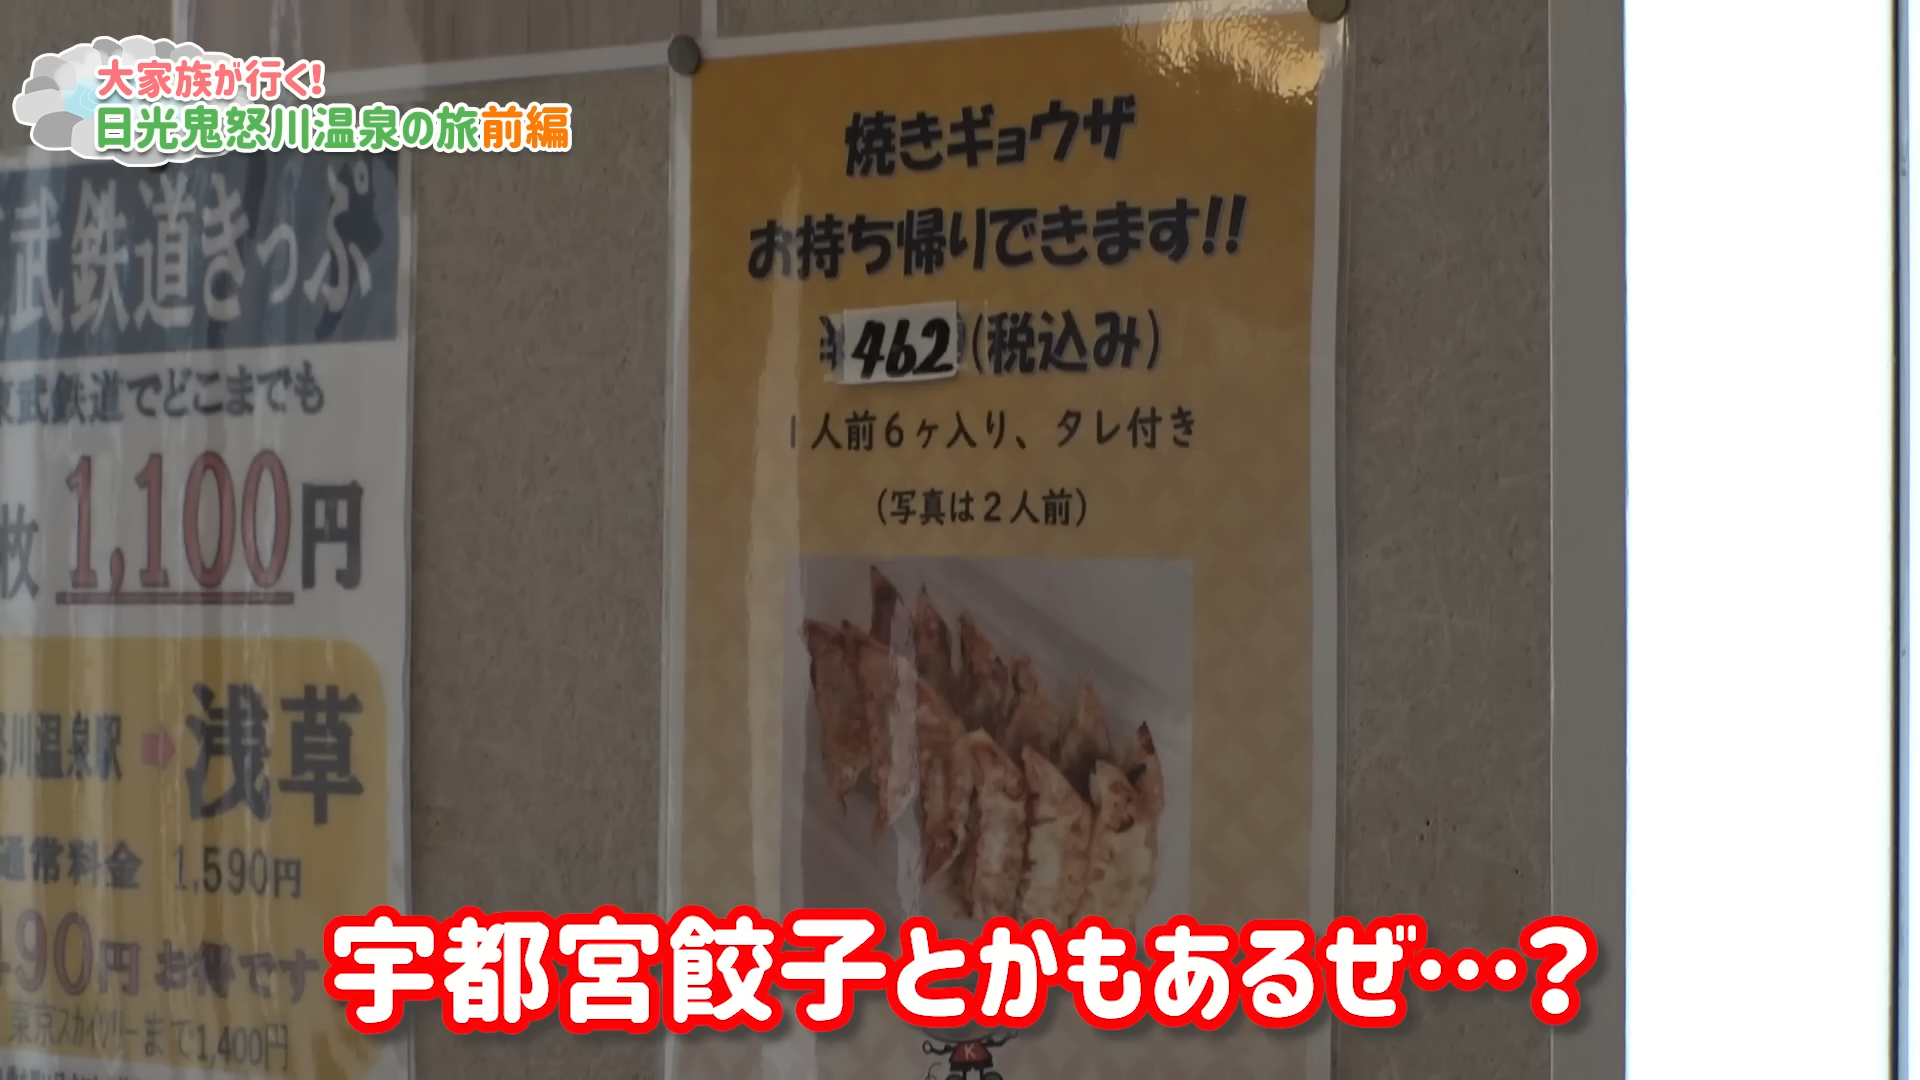 大家族が行く!
日光鬼怒川温泉の旅前編
武鉄道きっぷ
東武鉄道でどこまでも
枚 1,100円
怒川温泉駅➡浅草
通常料金 1,590円
490円お得です
東京スカイツリーまで1,400円
焼きギョウザ
お持ち帰りできます!!
¥462(税込み)
1人前6ヶ入り、タレ付き
(写真は2人前)
宇都宮餃子とかもあるぜ…?
K